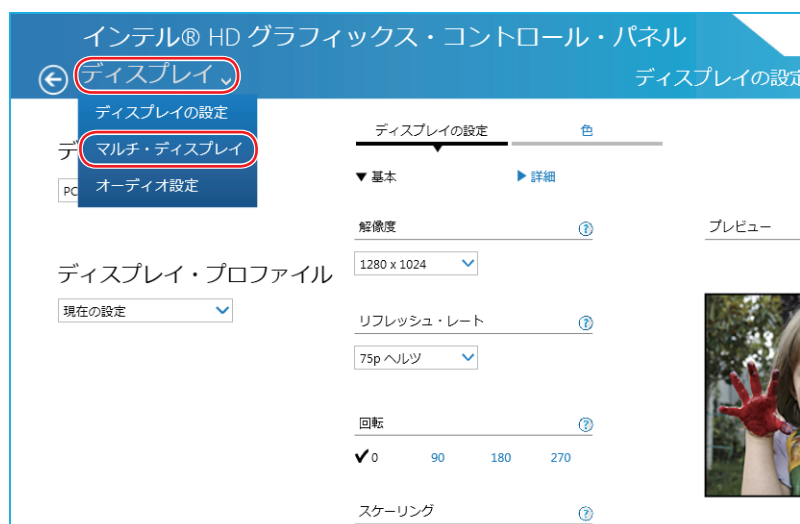 インテル® HD グラフィックス・コントロール・パネル
ディスプレイ
ディスプレイの設定
ディスプレイの設定
マルチ・ディスプレイ
オーディオ設定
デ
PC
ディスプレイ・プロファイル
現在の設定
ディスプレイの設定
色
▼ 基本
▶ 詳細
解像度
?
1280 x 1024
リフレッシュ・レート
?
75p ヘルツ
回転
?
✔ 0 90 180 270
スケーリング
?
プレビュー